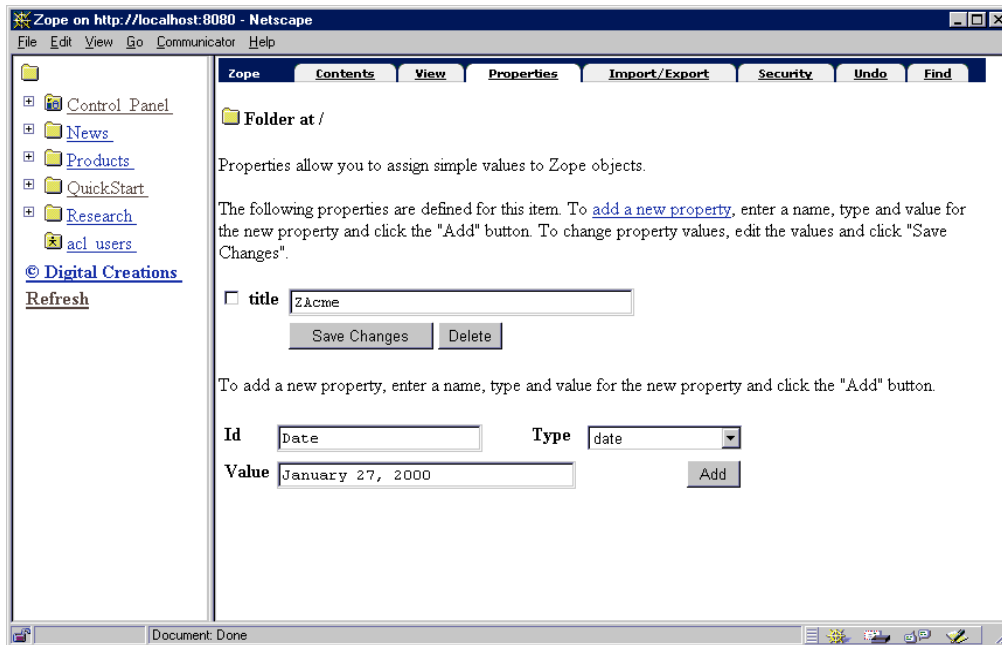 Zope on http://localhost:8080 - Netscape
File Edit View Go Communicator Help
Control Panel
News
Products
QuickStart
Research
acl users
© Digital Creations
Refresh
Zope Contents View Properties Import/Export Security Undo Find
Folder at /
Properties allow you to assign simple values to Zope objects.
The following properties are defined for this item. To add a new property, enter a name, type and value for
the new property and click the "Add" button. To change property values, edit the values and click "Save
Changes".
title ZAcme
Save Changes Delete
To add a new property, enter a name, type and value for the new property and click the "Add" button.
Id Date Type date
Value January 27, 2000 Add
Document: Done